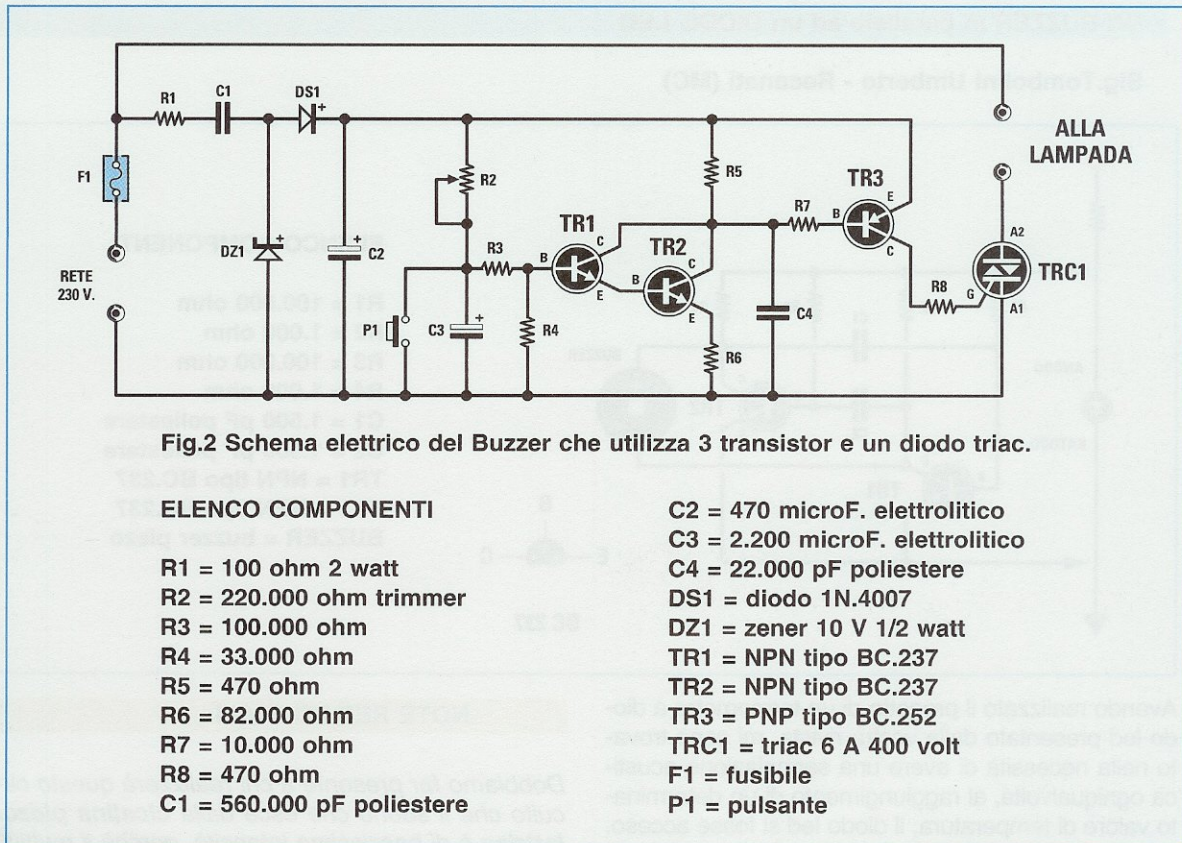 R1
C1
DS1
+
F1
RETE
230 V.
DZ1
+
C2
R2
P1
+
C3
R3
R4
TR1
B
C
E
TR2
B
C
E
R5
R6
C4
R7
TR3
B
E
C
R8
G
A2
A1
TRC1
ALLA
LAMPADA
Fig.2 Schema elettrico del Buzzer che utilizza 3 transistor e un diodo triac.
ELENCO COMPONENTI
R1 = 100 ohm 2 watt
R2 = 220.000 ohm trimmer
R3 = 100.000 ohm
R4 = 33.000 ohm
R5 = 470 ohm
R6 = 82.000 ohm
R7 = 10.000 ohm
R8 = 470 ohm
C1 = 560.000 pF poliestere
C2 = 470 microF. elettrolitico
C3 = 2.200 microF. elettrolitico
C4 = 22.000 pF poliestere
DS1 = diodo 1N.4007
DZ1 = zener 10 V 1/2 watt
TR1 = NPN tipo BC.237
TR2 = NPN tipo BC.237
TR3 = PNP tipo BC.252
TRC1 = triac 6 A 400 volt
F1 = fusibile
P1 = pulsante